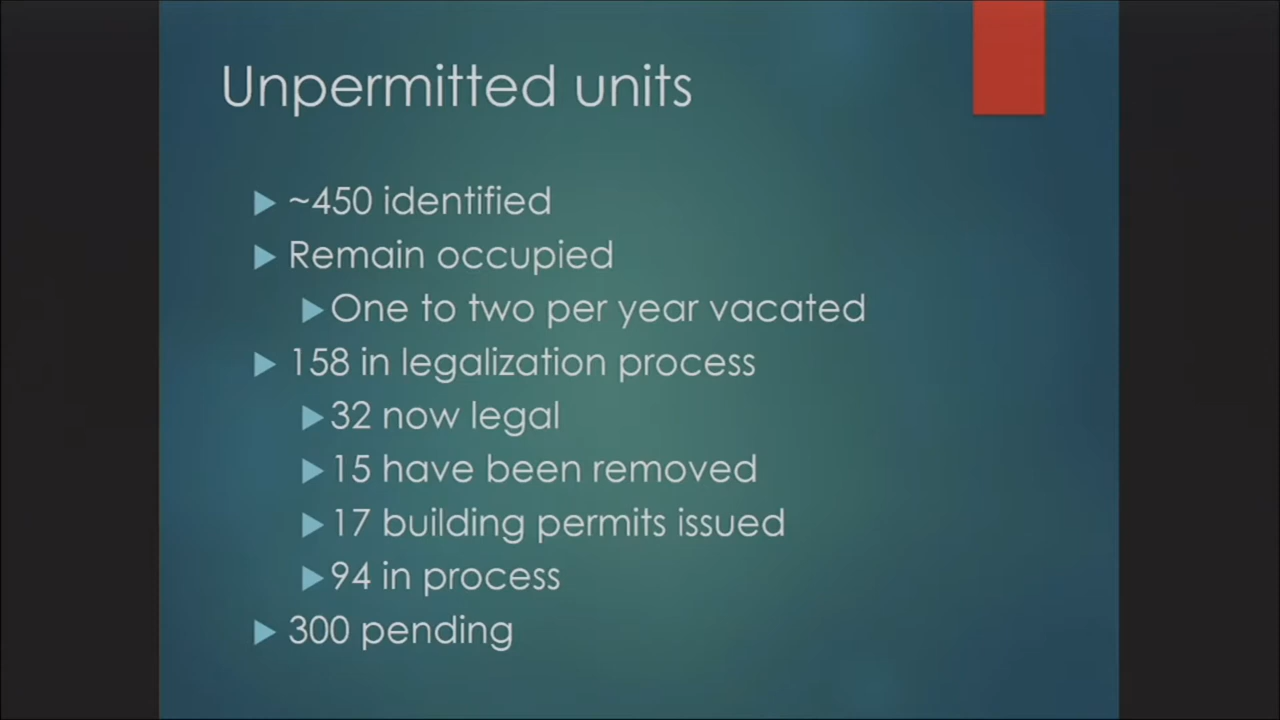 Unpermitted units
~450 identified
Remain occupied
One to two per year vacated
158 in legalization process
32 now legal
15 have been removed
17 building permits issued
94 in process
300 pending